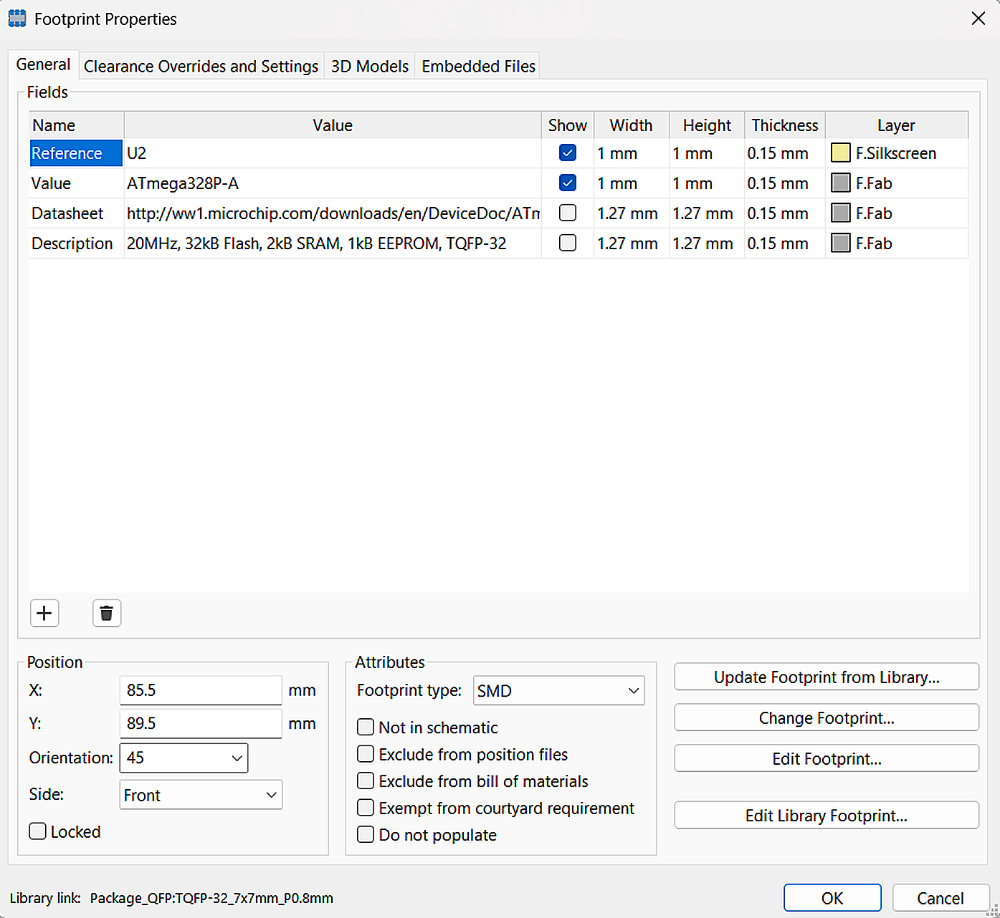 Footprint Properties
General Clearance Overrides and Settings 3D Models Embedded Files
Fields
Name Value Show Width Height Thickness Layer
Reference U2 1 mm 1 mm 0.15 mm F.Silkscreen
Value ATmega328P-A 1 mm 1 mm 0.15 mm F.Fab
Datasheet http://ww1.microchip.com/downloads/en/DeviceDoc/ATm 1.27 mm 1.27 mm 0.15 mm F.Fab
Description 20MHz, 32kB Flash, 2kB SRAM, 1kB EEPROM, TQFP-32 1.27 mm 1.27 mm 0.15 mm F.Fab
Position
X: 85.5 mm
Y: 89.5 mm
Orientation: 45
Side: Front
Locked
Attributes
Footprint type: SMD
Not in schematic
Exclude from position files
Exclude from bill of materials
Exempt from courtyard requirement
Do not populate
Update Footprint from Library...
Change Footprint...
Edit Footprint...
Edit Library Footprint...
Library link: Package_QFP:TQFP-32_7x7mm_P0.8mm
OK Cancel